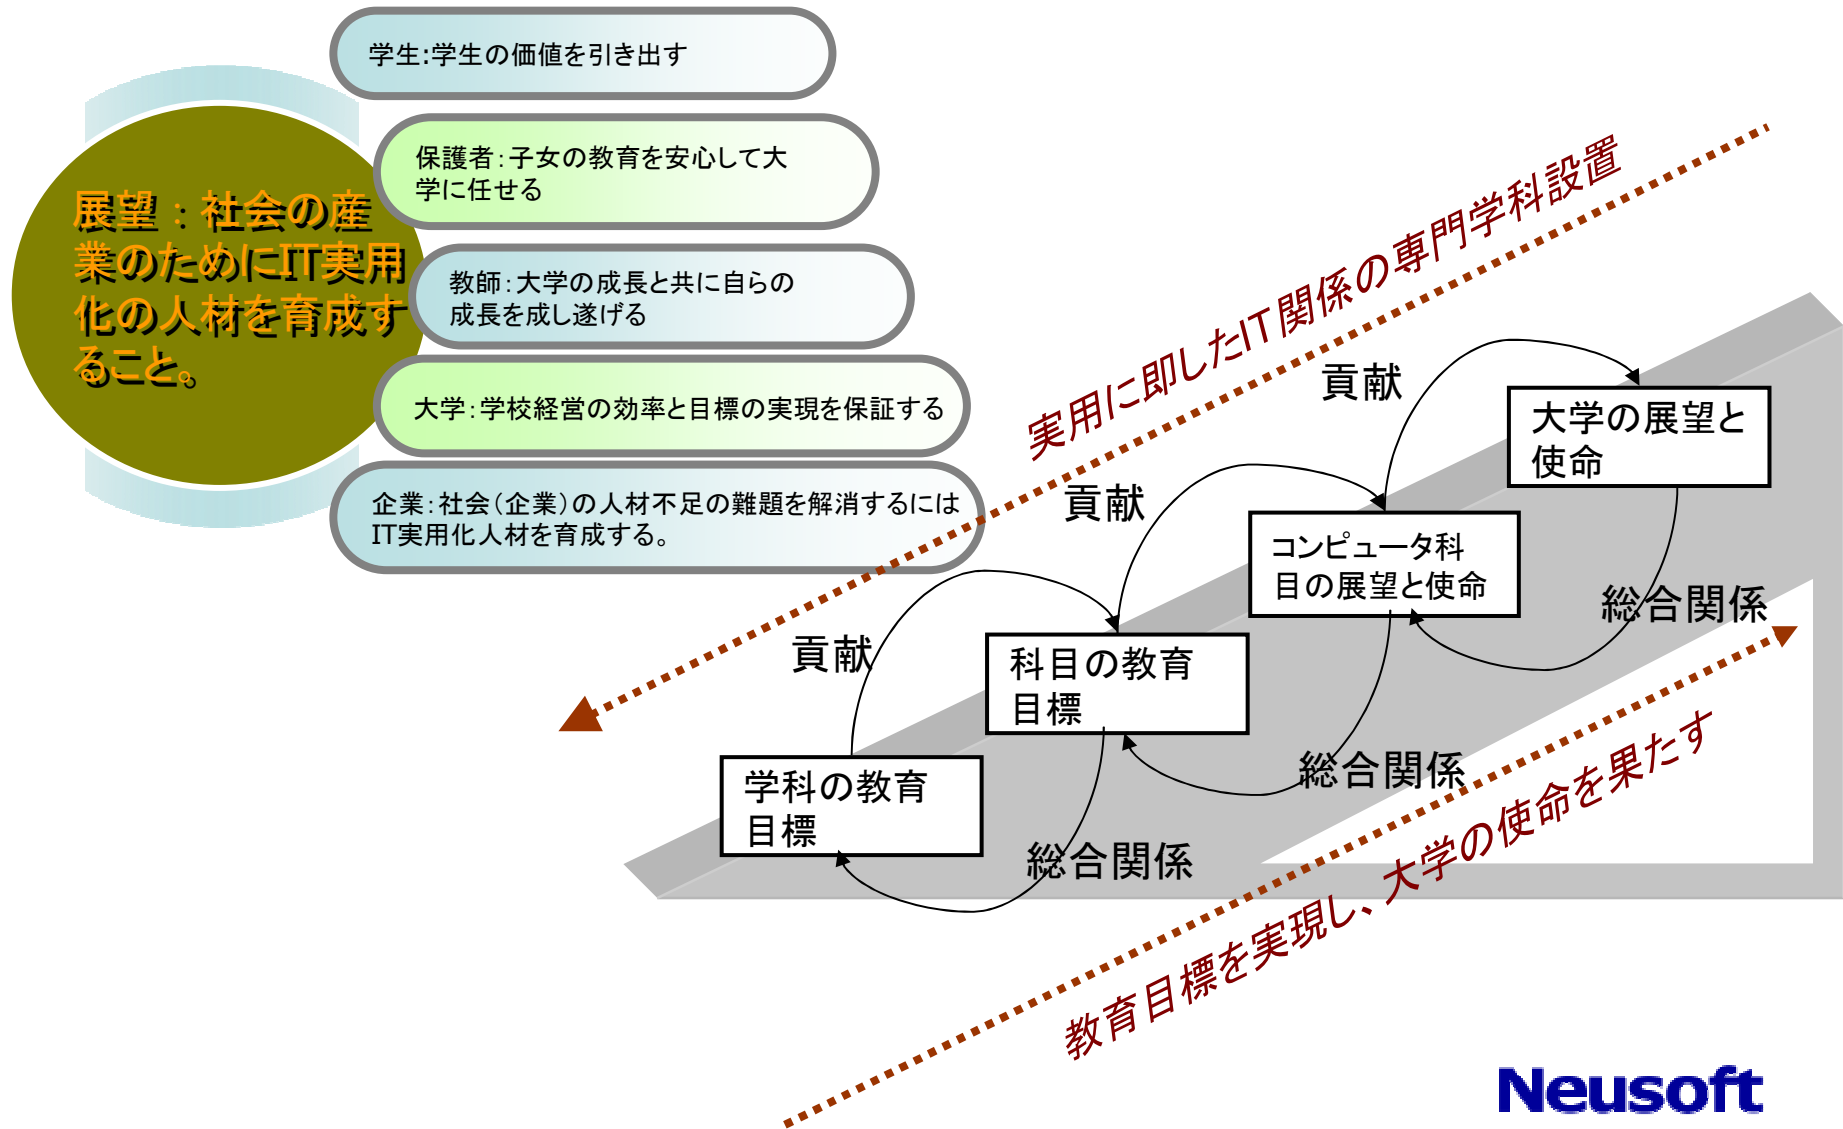 学生:学生の価値を引き出す
保護者：子女の教育を安心して大
学に任せる
教師：大学の成長と共に自らの
成長を成し遂げる
大学：学校経営の効率と目標の実現を保証する
企業：社会（企業）の人材不足の難題を解消するには
IT実用化人材を育成する。
展望：社会の産
業のためにIT実用
化の人材を育成す
ること。
実用に即したIT関係の専門学科設置
貢献
大学の展望と
使命
貢献
コンピュータ科
目の展望と使命
総合関係
貢献
科目の教育
目標
総合関係
学科の教育
目標
総合関係
教育目標を実現し、大学の使命を果たす
Neusoft